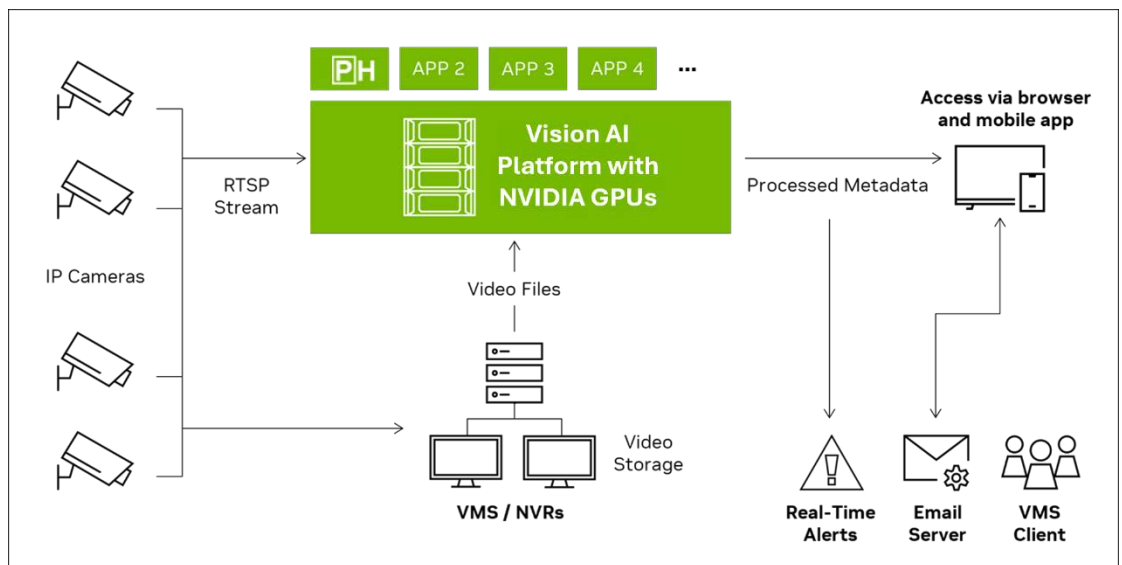 PH
APP 2
APP 3
APP 4
...
Vision AI
Platform with
NVIDIA GPUs
Access via browser
and mobile app
RTSP
Stream
Processed Metadata
IP Cameras
Video Files
Video
Storage
VMS / NVRs
Real-Time
Alerts
Email
Server
VMS
Client